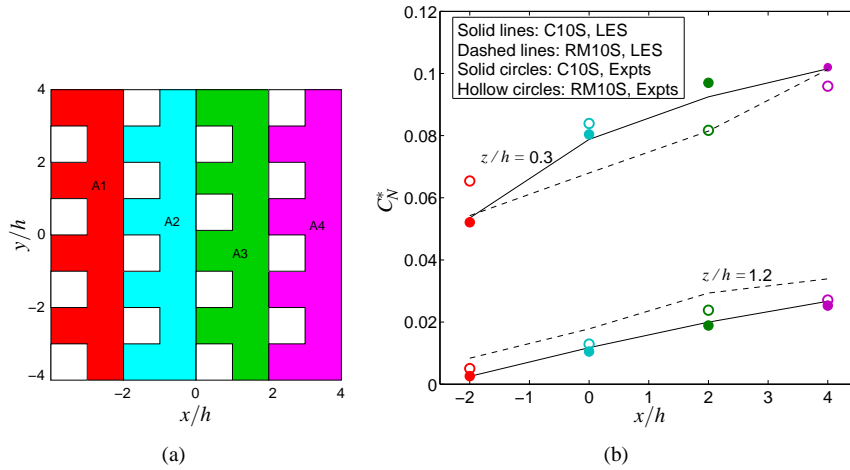 4
2
0
−2
−4
y/h
A1
A2
A3
A4
−2 0 2 4
x/h
(a)
0.12
0.1
0.08
0.06
0.04
0.02
0
C*N
Solid lines: C10S, LES
Dashed lines: RM10S, LES
Solid circles: C10S, Expts
Hollow circles: RM10S, Expts
z/h = 0.3
z/h = 1.2
−2 −1 0 1 2 3 4
x/h
(b)